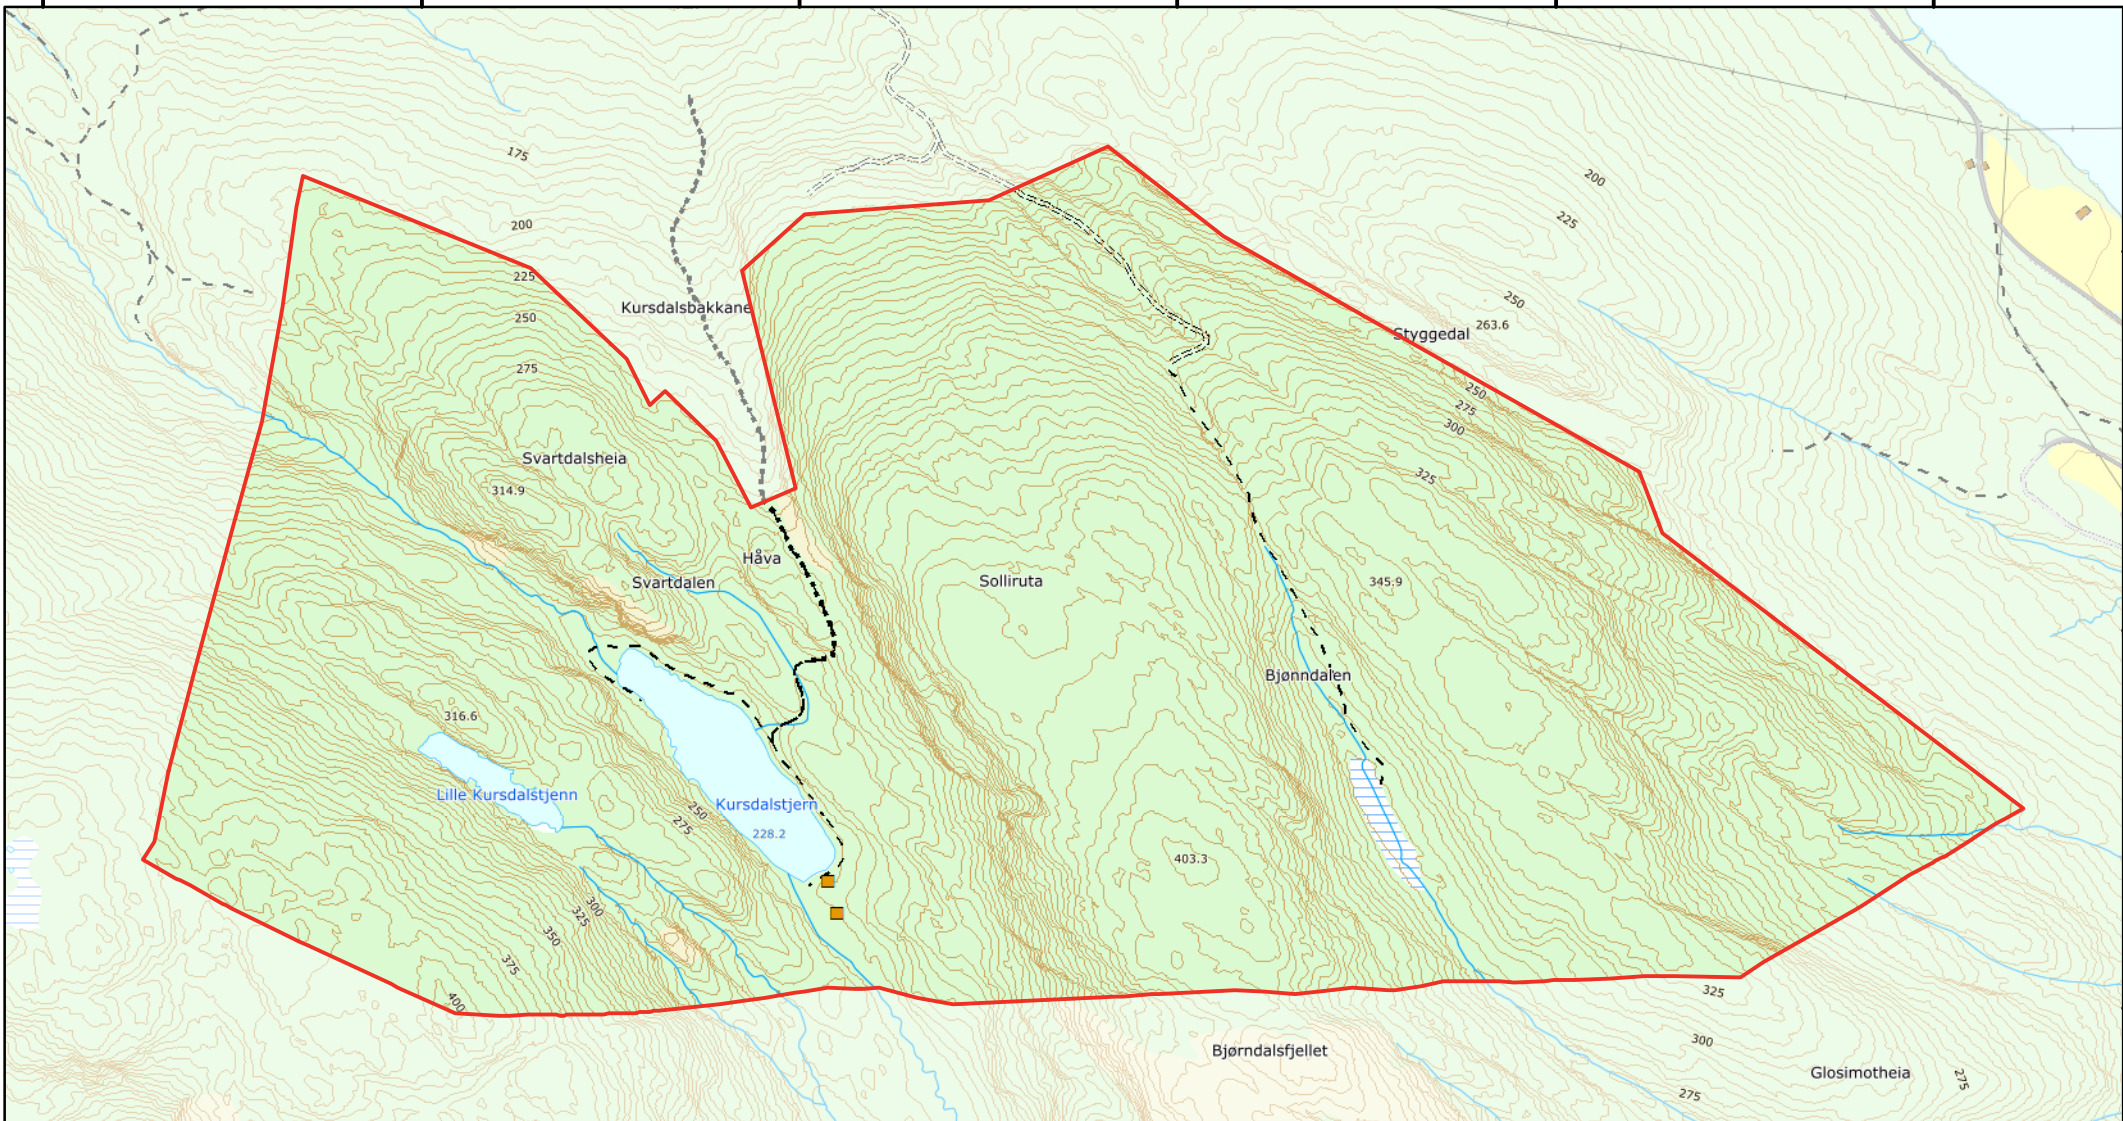 175
200
200
225
225
250
Kursdalsbakkane
250
263.6
Styggedal
275
250
275
300
Svartdalsheia
325
314.9
Håva
Svartdalen
Solliruta
345.9
Bjønndalen
316.6
Lille Kursdalstjenn
Kursdalstjern
250
275
228.2
403.3
300
325
350
375
400
325
300
Bjørndalsfjellet
Glosimotheia
275
275